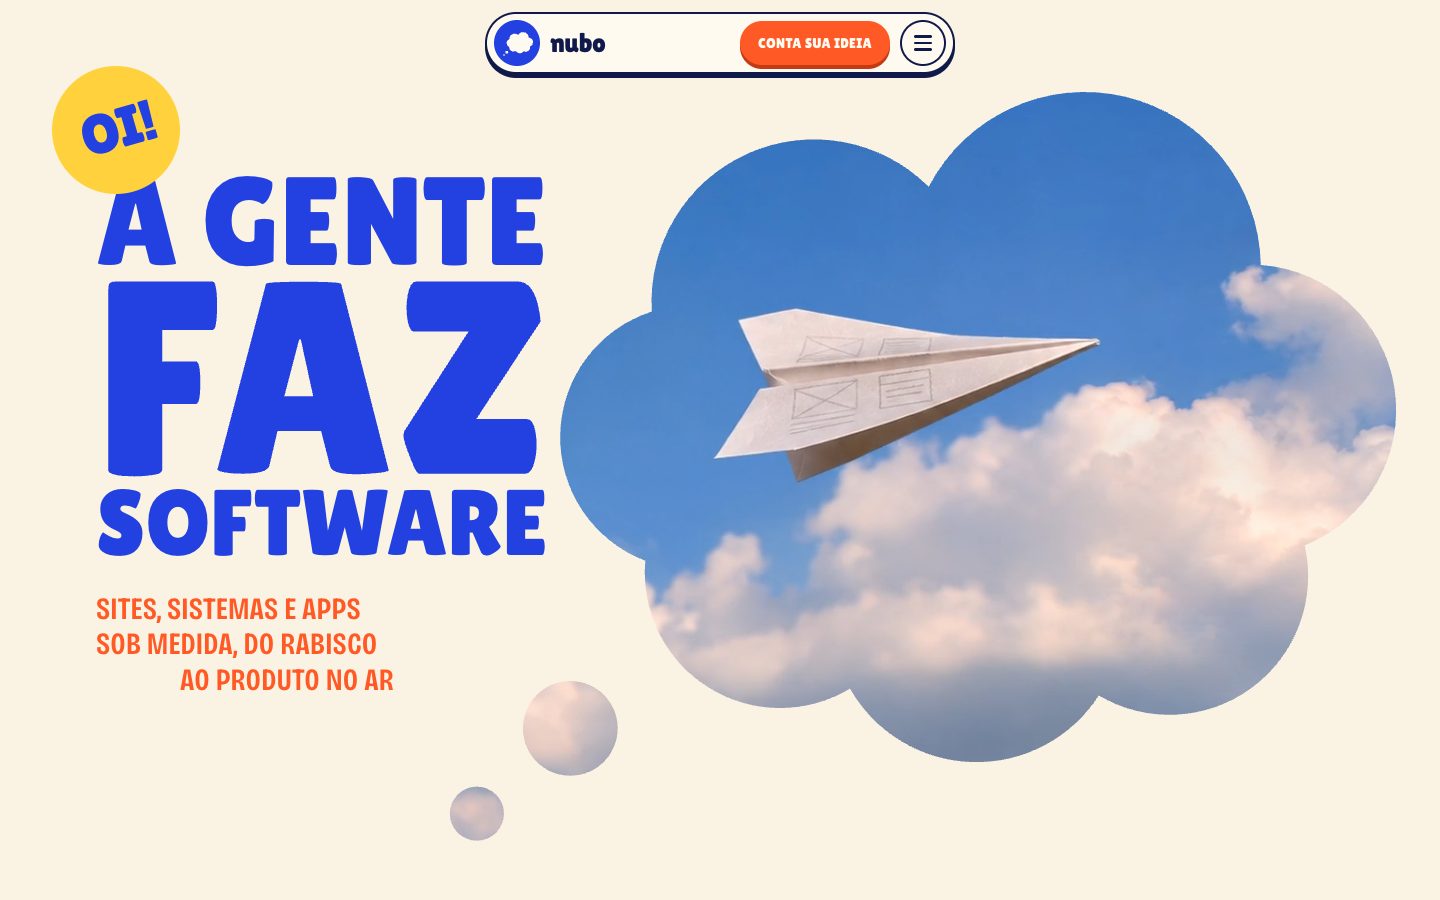 nubo
CONTA SUA IDEIA
OI!
A GENTE
FAZ
SOFTWARE
SITES, SISTEMAS E APPS
SOB MEDIDA, DO RABISCO
AO PRODUTO NO AR